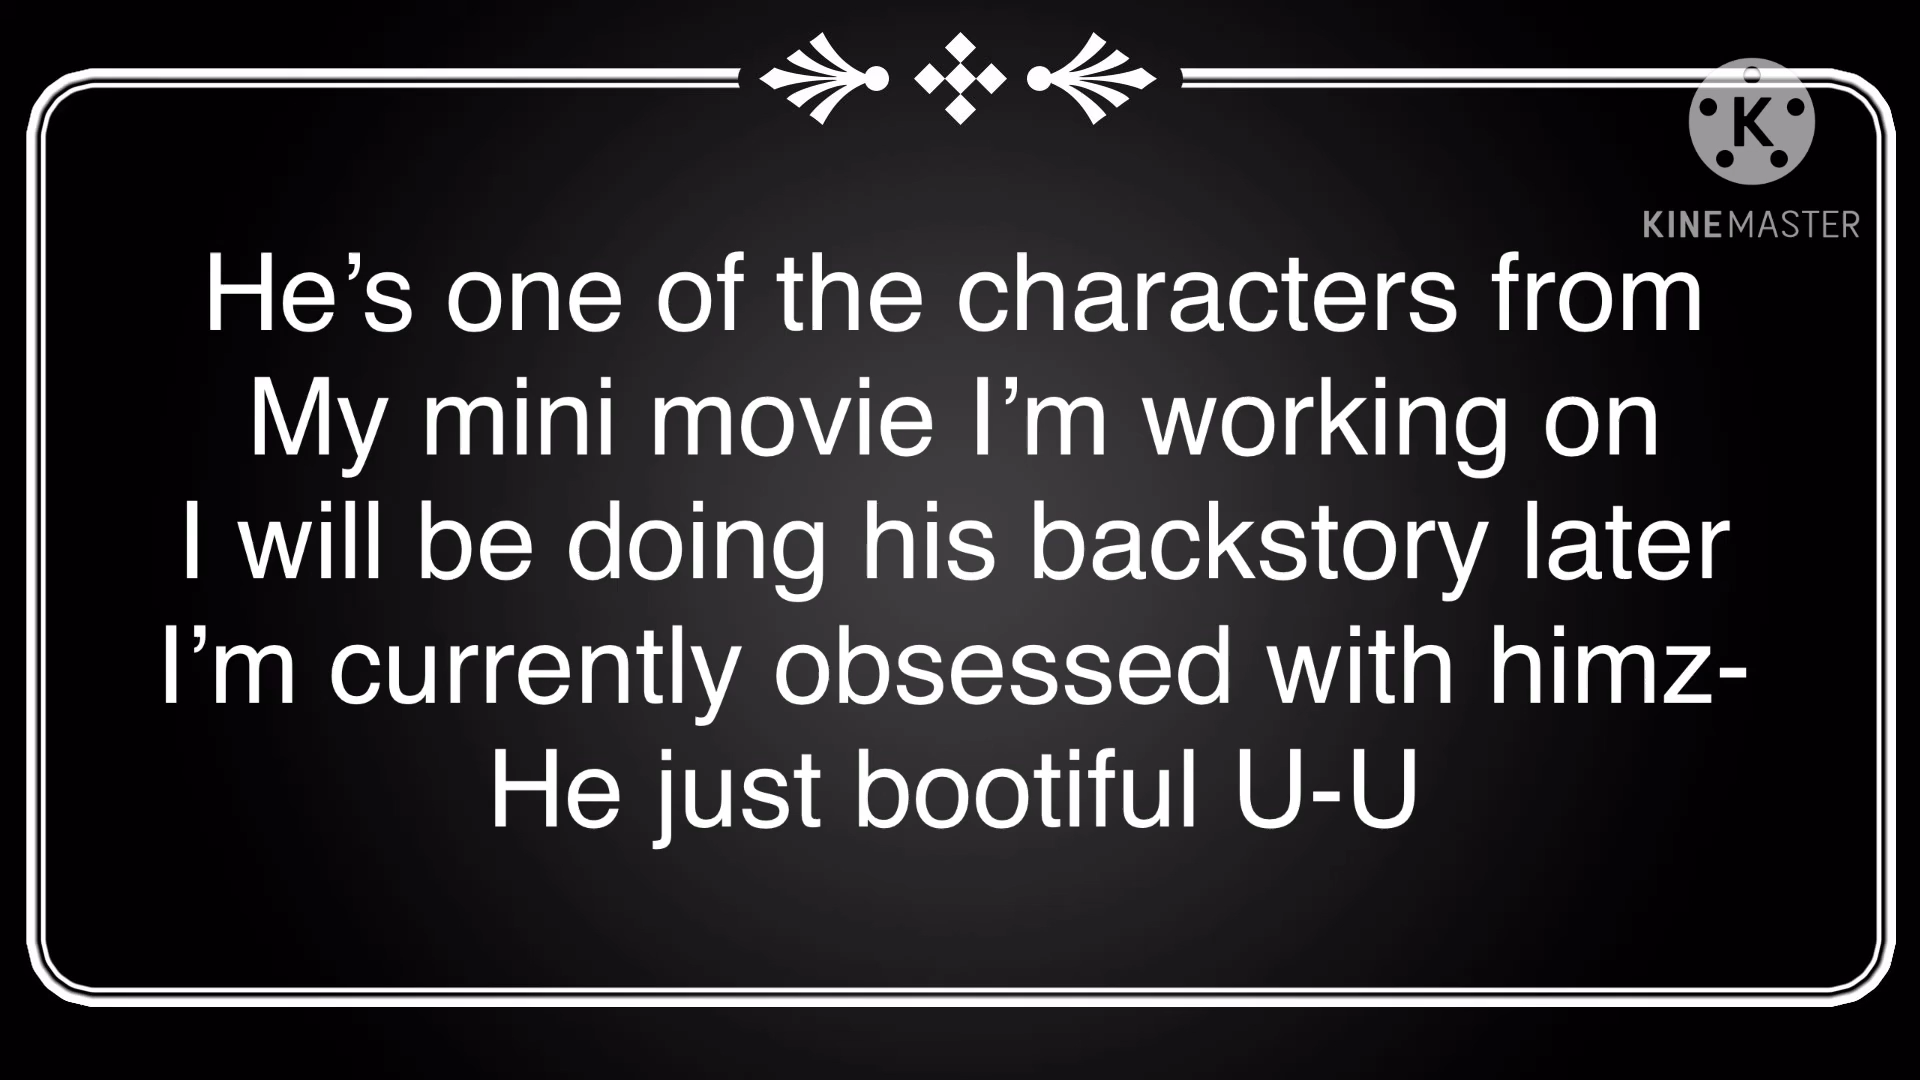 K
KINEMASTER
He’s one of the characters from
My mini movie I’m working on
I will be doing his backstory later
I’m currently obsessed with himz-
He just bootiful U-U